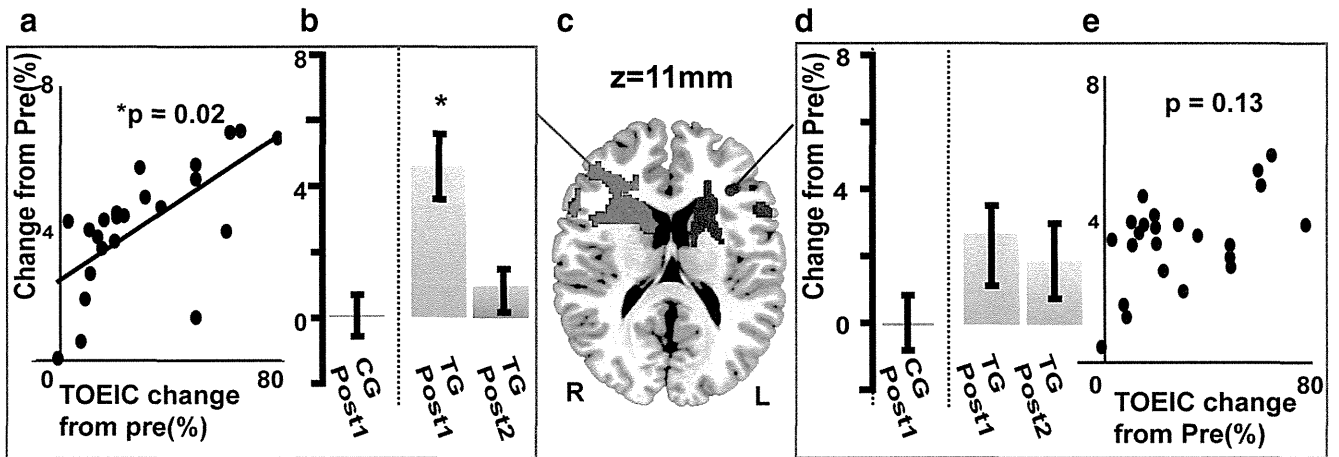 a
b
c
d
e
Change from Pre(%)
8
4
0
*p = 0.02
80
TOEIC change
from pre(%)
8
4
0
*
CG
Post1
TG
Post1
TG
Post2
z=11mm
R
L
Change from Pre(%)
8
4
0
CG
Post1
TG
Post1
TG
Post2
8
4
0
p = 0.13
80
TOEIC change
from Pre(%)